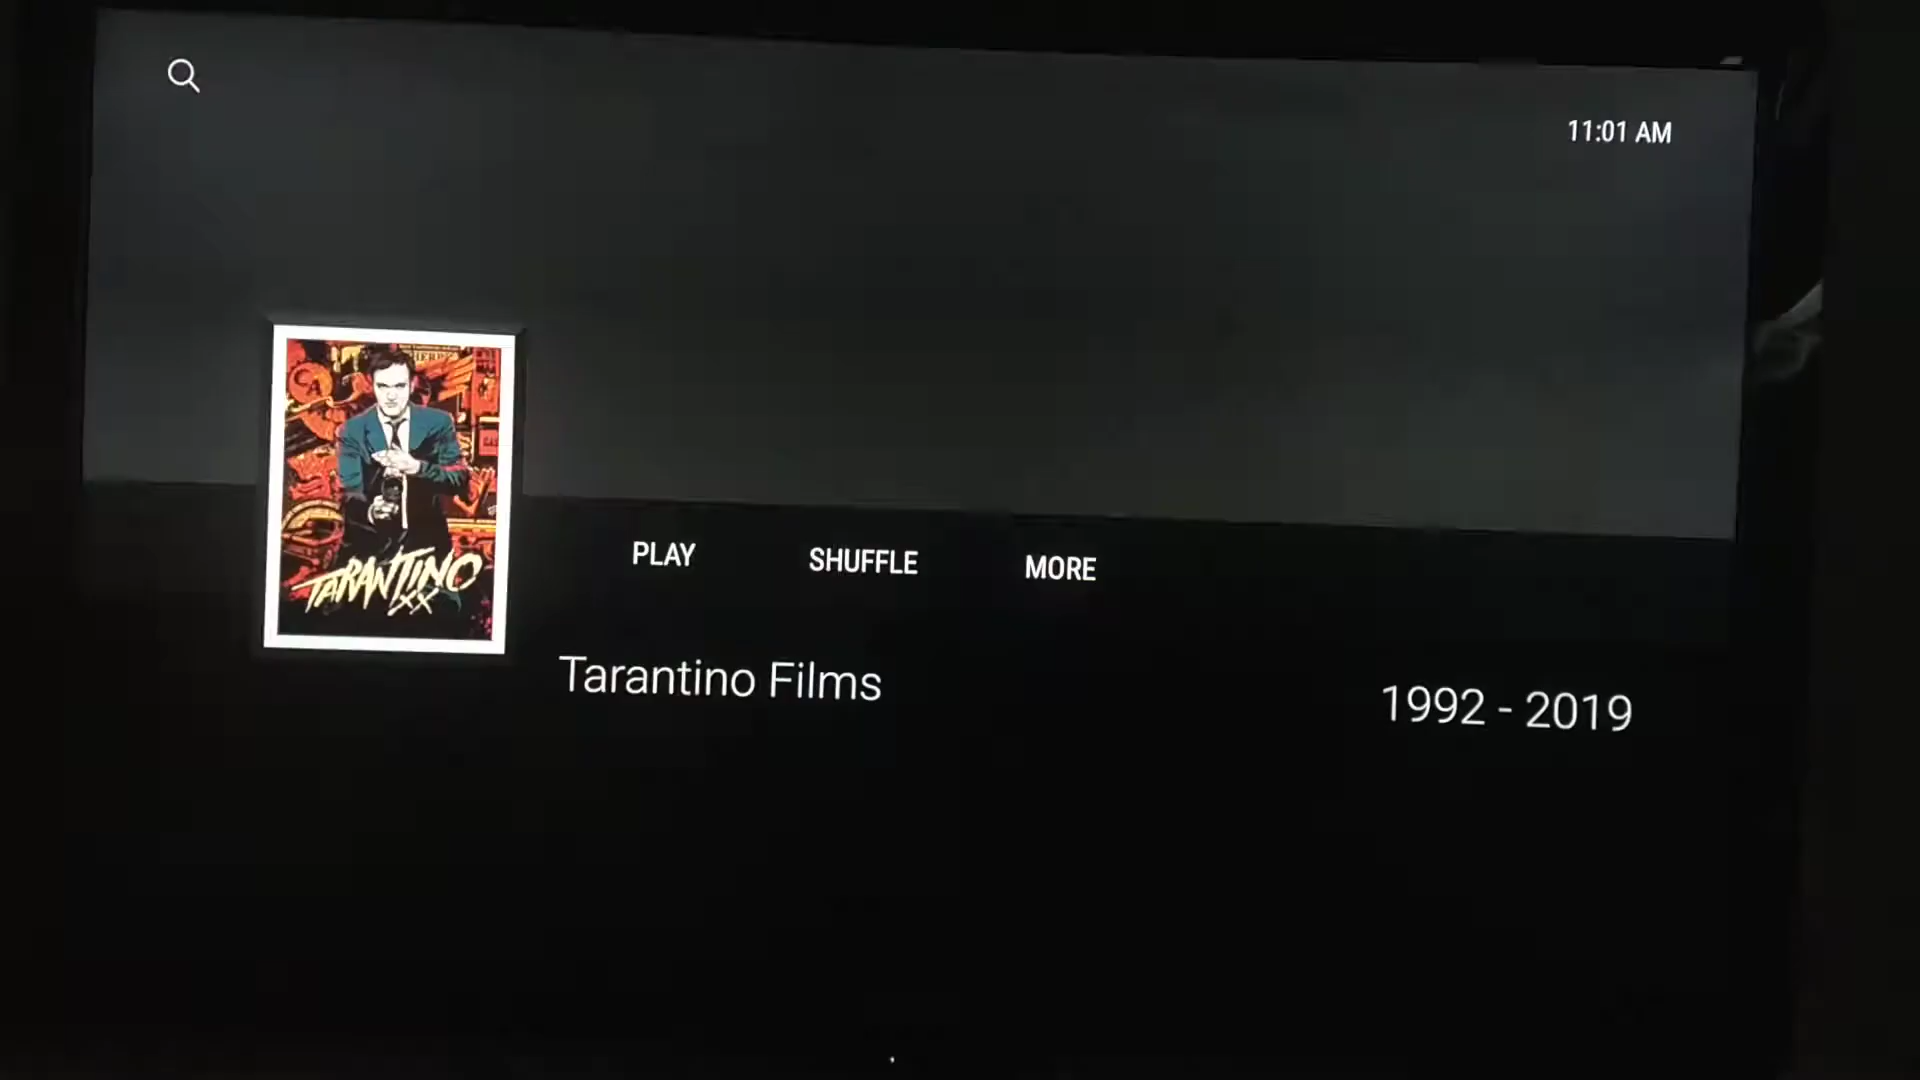 11:01 AM
TARANTINO
XX
PLAY
SHUFFLE
MORE
Tarantino Films
1992 - 2019